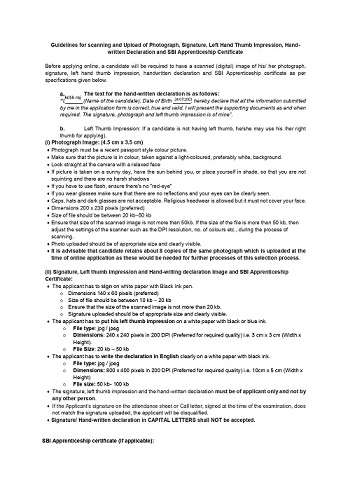 Guidelines for scanning and Upload of Photograph, Signature, Left Hand Thumb Impression, Hand-
written Declaration and SBI Apprenticeship Certificate
Before applying online, a candidate will be required to have a scanned (digital) image of his/ her photograph,
signature, left hand thumb impression, handwritten declaration and SBI Apprenticeship certificate as per
specifications given below.
a. The text for the hand-written declaration is as follows:
"I, (Name of the candidate), Date of Birth hereby declare that all the information submitted
by me in the application form is correct, true and valid. I will present the supporting documents as and when
required. The signature, photograph and left thumb impression is of mine".
b. Left Thumb Impression: If a candidate is not having left thumb, he/she may use his /her right
thumb for applying).
(i) Photograph Image: (4.5 cm x 3.5 cm)
• Photograph must be a recent passport style colour picture.
• Make sure that the picture is in colour, taken against a light-coloured, preferably white, background.
• Look straight at the camera with a relaxed face
• If picture is taken on a sunny day, have the sun behind you, or place yourself in shade, so that you are not
squinting and there are no harsh shadows
• If you have to use flash, ensure there's no "red-eye"
• If you wear glasses make sure that there are no reflections and your eyes can be clearly seen.
• Caps, hats and dark glasses are not acceptable. Religious headwear is allowed but it must not cover your face.
• Dimensions 200 x 230 pixels (preferred)
• Size of file should be between 20 kb–50 kb
• Ensure that the size of the scanned image is not more than 50kb. If the size of the file is more than 50 kb, then
adjust the settings of the scanner such as the DPI resolution, no. of colours etc., during the process of
scanning.
• Photo uploaded should be of appropriate size and clearly visible.
• It is advisable that candidate retains about 8 copies of the same photograph which is uploaded at the
time of online application as these would be needed for further processes of this selection process.
(ii) Signature, Left thumb impression and Hand-writing declaration Image and SBI Apprenticeship
Certificate:
• The applicant has to sign on white paper with Black Ink pen.
o Dimensions 140 x 60 pixels (preferred)
o Size of file should be between 10 kb – 20 kb
o Ensure that the size of the scanned image is not more than 20 kb.
o Signature uploaded should be of appropriate size and clearly visible.
• The applicant has to put his left thumb impression on a white paper with black or blue ink.
o File type: jpg / jpeg
o Dimensions: 240 x 240 pixels in 200 DPI (Preferred for required quality) i.e. 3 cm x 3 cm (Width x
Height).
o File Size: 20 kb – 50 kb
• The applicant has to write the declaration in English clearly on a white paper with black ink.
o File type: jpg / jpeg
o Dimensions: 800 x 400 pixels in 200 DPI (Preferred for required quality) i.e. 10cm x 5 cm (Width x
Height)
o File size: 50 kb- 100 kb
• The signature, left thumb impression and the hand written declaration must be of applicant only and not by
any other person.
• If the Applicant's signature on the attendance sheet or Call letter, signed at the time of the examination, does
not match the signature uploaded, the applicant will be disqualified.
• Signature/ Hand-written declaration in CAPITAL LETTERS shall NOT be accepted.
SBI Apprenticeship certificate (if applicable):